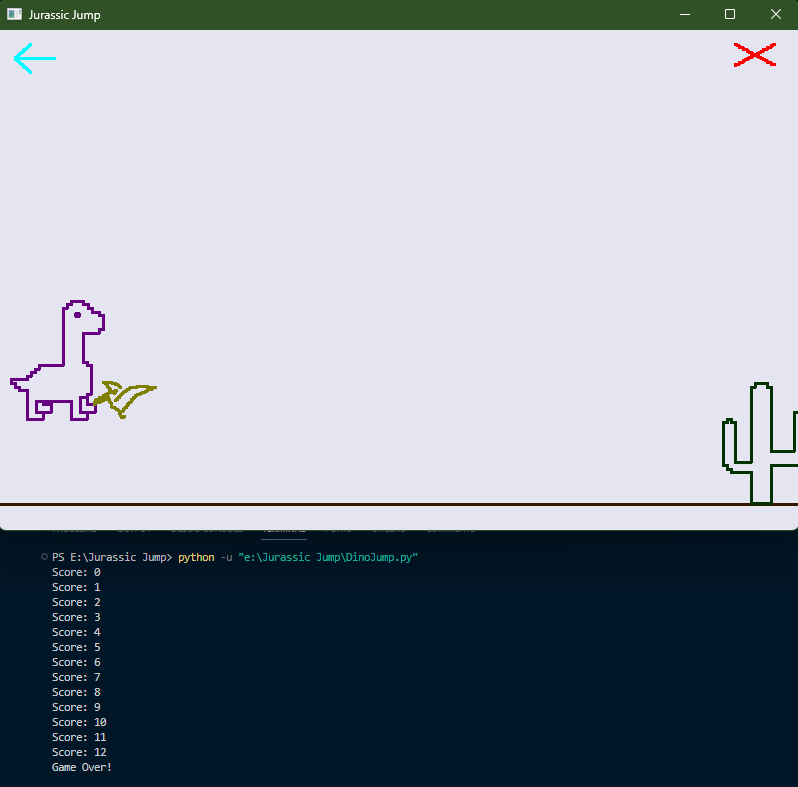 Jurassic Jump
PS E:\Jurassic Jump> python -u "e:\Jurassic Jump\DinoJump.py"
Score: 0
Score: 1
Score: 2
Score: 3
Score: 4
Score: 5
Score: 6
Score: 7
Score: 8
Score: 9
Score: 10
Score: 11
Score: 12
Game Over!